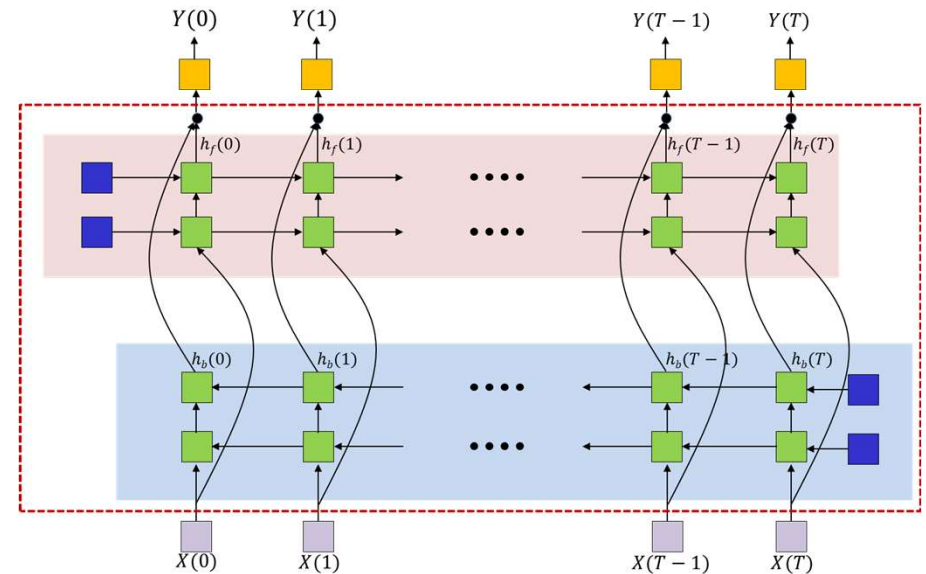 Y(0) Y(1) Y(T − 1) Y(T)
h_f(0) h_f(1) h_f(T − 1) h_f(T)
h_b(0) h_b(1) h_b(T − 1) h_b(T)
X(0) X(1) X(T − 1) X(T)